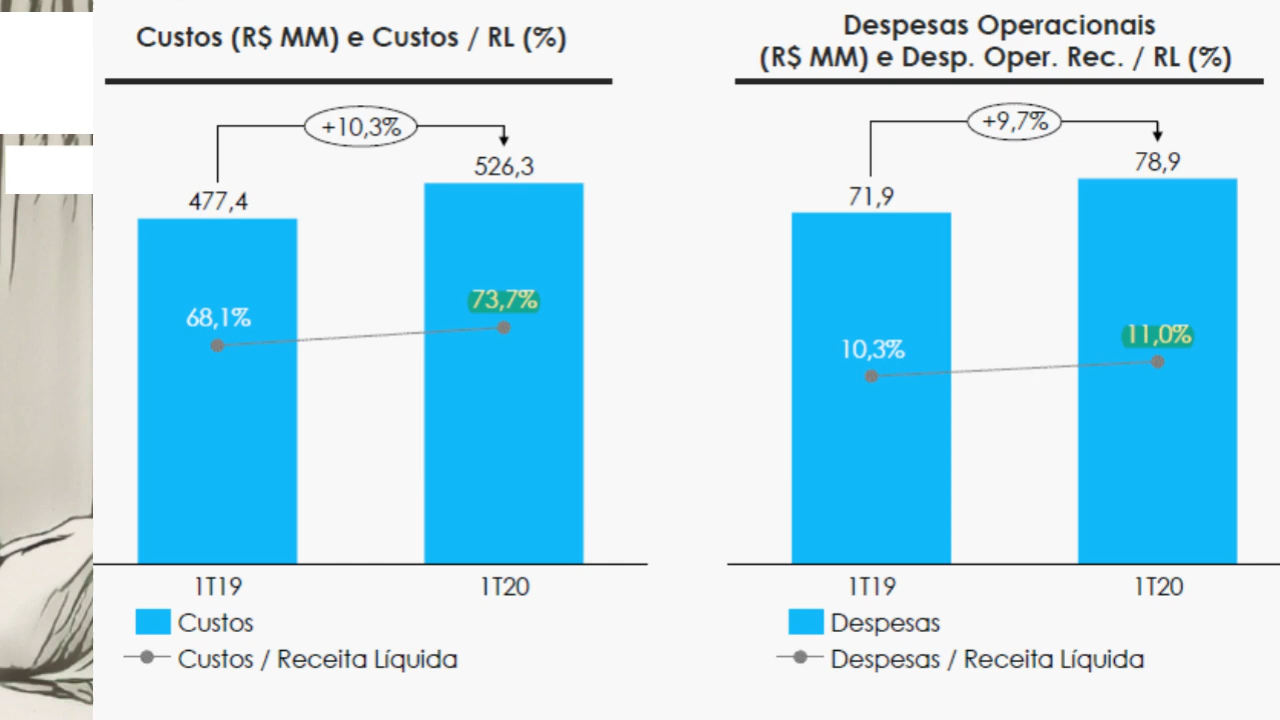 Custos (R$ MM) e Custos / RL (%)
+10,3%
477,4
526,3
68,1%
73,7%
1T19
1T20
Custos
Custos / Receita Líquida
Despesas Operacionais
(R$ MM) e Desp. Oper. Rec. / RL (%)
+9,7%
71,9
78,9
10,3%
11,0%
1T19
1T20
Despesas
Despesas / Receita Líquida